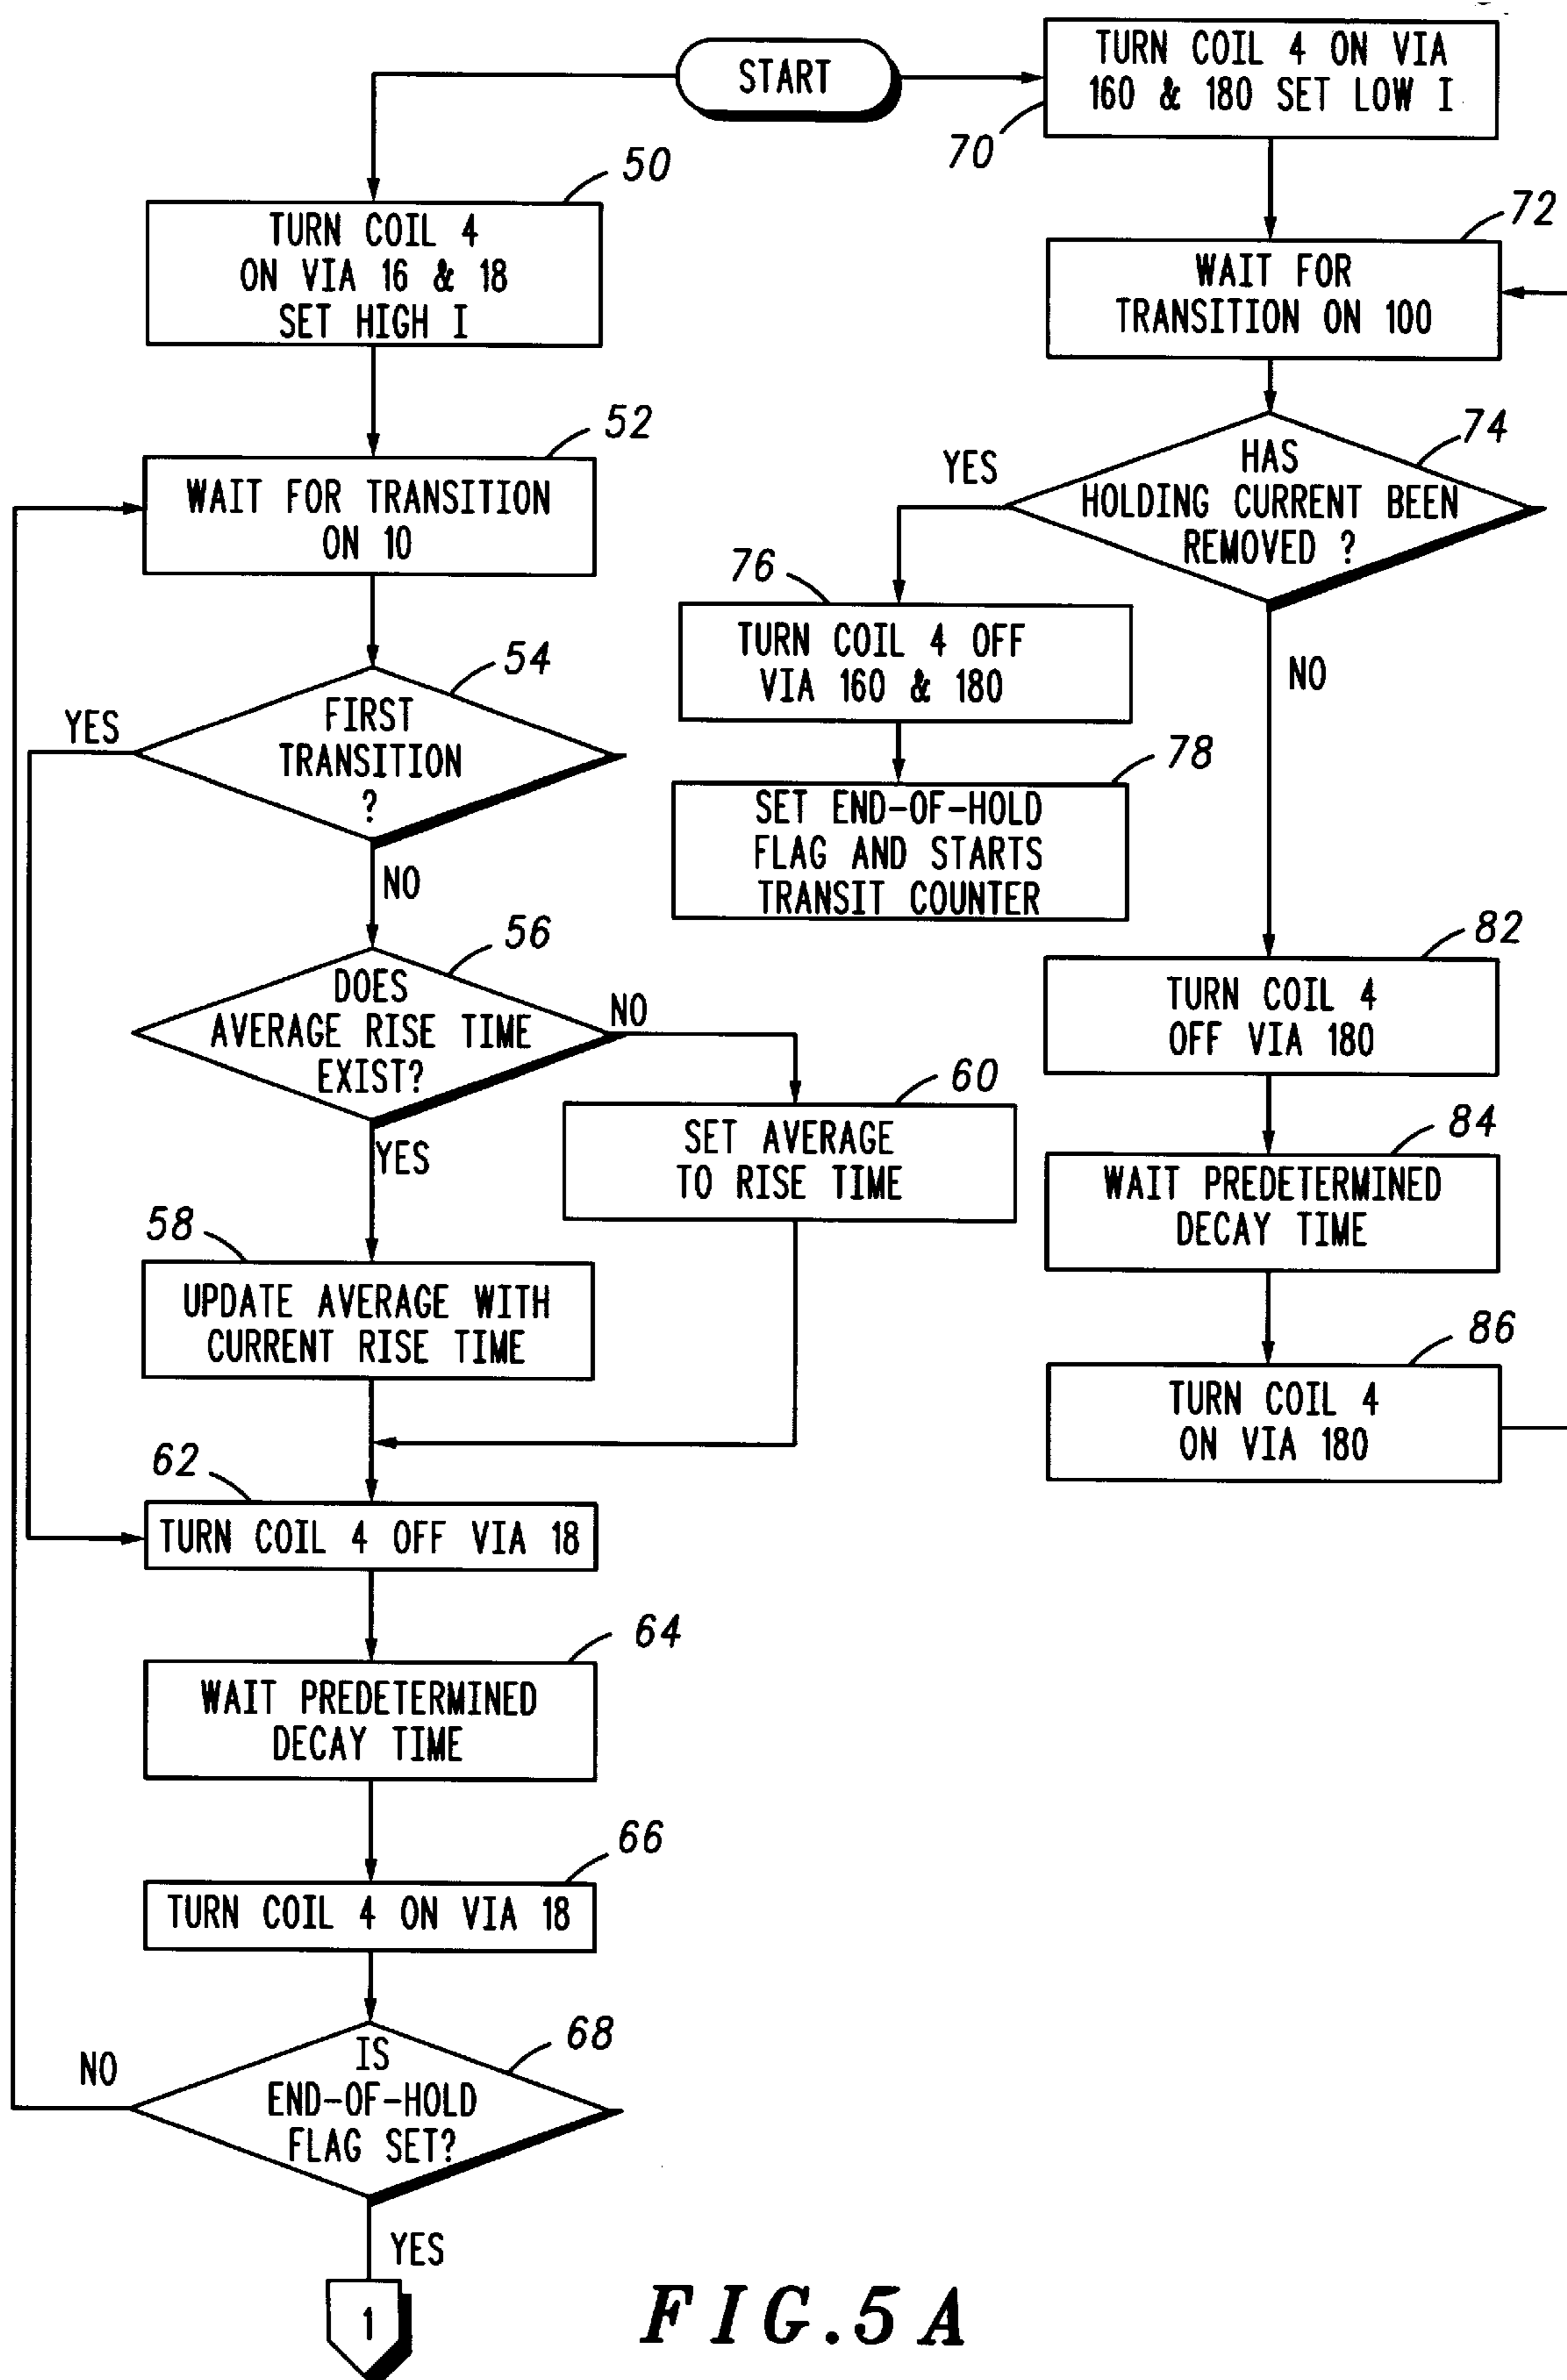 START
TURN COIL 4 ON VIA
160 & 180 SET LOW I
70
50
TURN COIL 4
ON VIA 16 & 18
SET HIGH I
72
WAIT FOR
TRANSITION ON 100
52
WAIT FOR TRANSITION
ON 10
74
HAS
HOLDING CURRENT BEEN
REMOVED ?
YES
NO
76
TURN COIL 4 OFF
VIA 160 & 180
54
FIRST
TRANSITION
?
YES
NO
78
SET END-OF-HOLD
FLAG AND STARTS
TRANSIT COUNTER
56
DOES
AVERAGE RISE TIME
EXIST?
NO
YES
82
TURN COIL 4
OFF VIA 180
60
SET AVERAGE
TO RISE TIME
84
WAIT PREDETERMINED
DECAY TIME
58
UPDATE AVERAGE WITH
CURRENT RISE TIME
86
TURN COIL 4
ON VIA 180
62
TURN COIL 4 OFF VIA 18
64
WAIT PREDETERMINED
DECAY TIME
66
TURN COIL 4 ON VIA 18
68
IS
END-OF-HOLD
FLAG SET?
NO
YES
1
FIG.5A